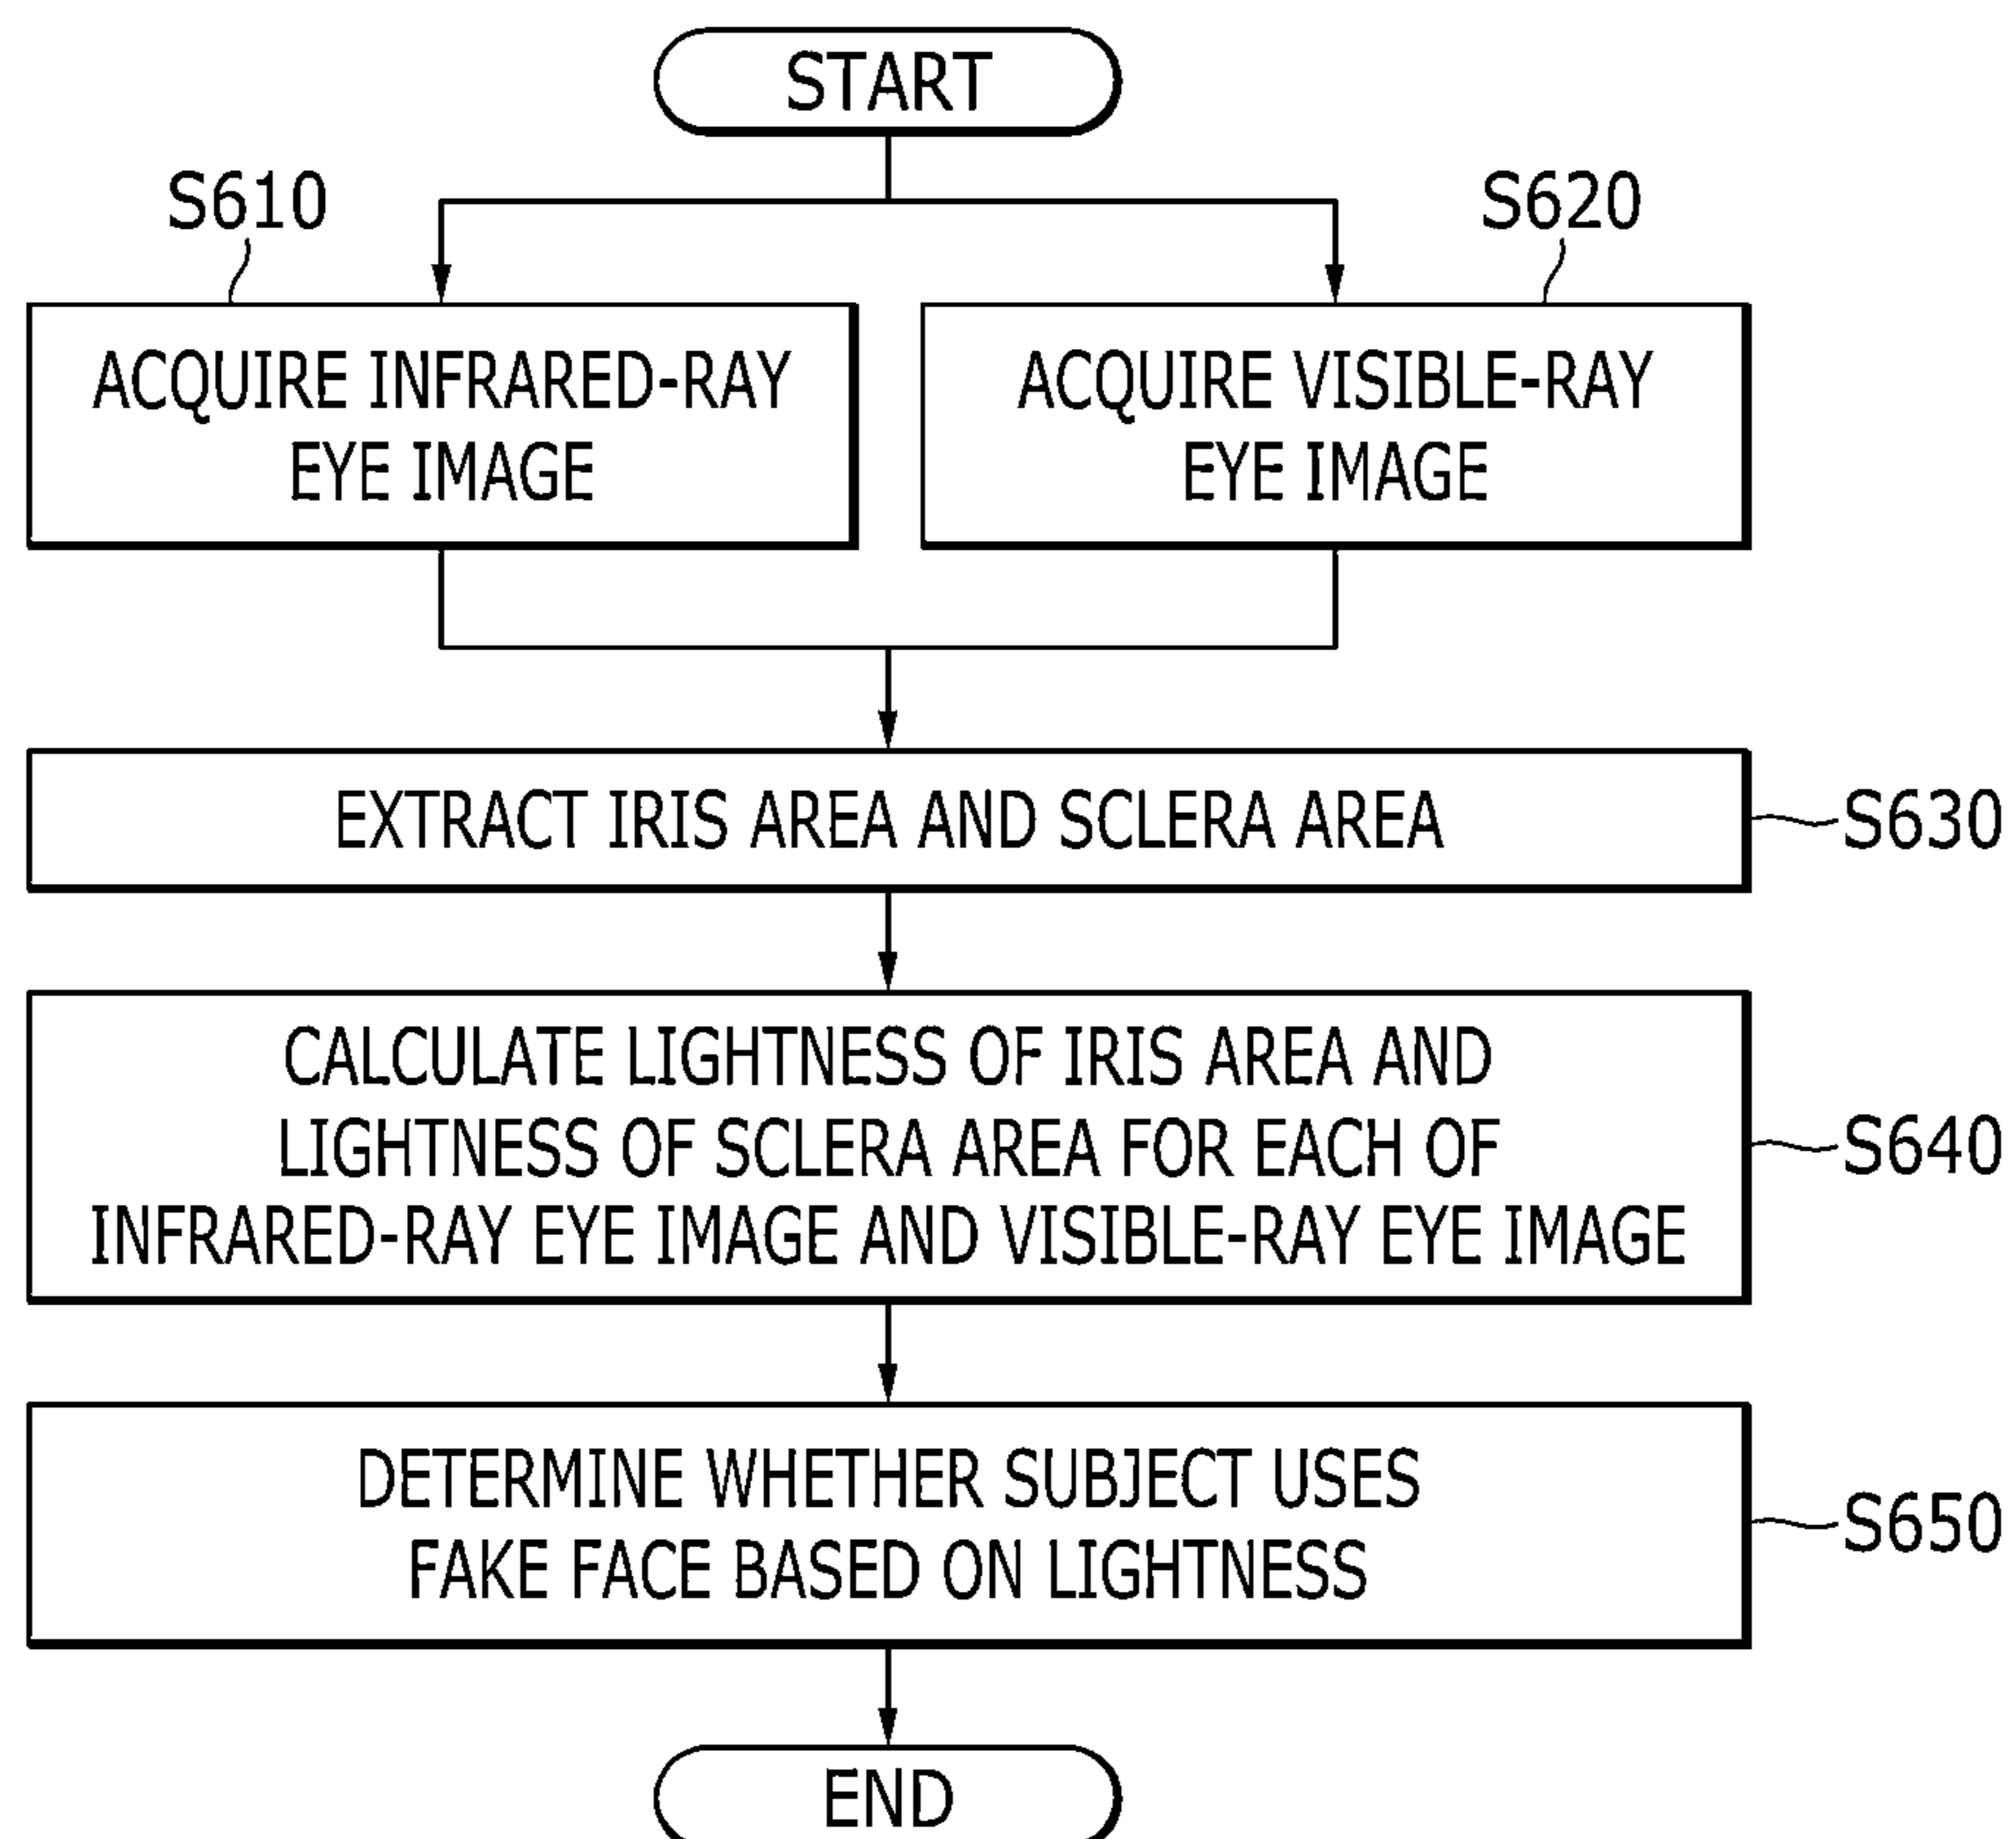 START
S610
S620
ACQUIRE INFRARED-RAY
EYE IMAGE
ACQUIRE VISIBLE-RAY
EYE IMAGE
EXTRACT IRIS AREA AND SCLERA AREA
S630
CALCULATE LIGHTNESS OF IRIS AREA AND
LIGHTNESS OF SCLERA AREA FOR EACH OF
INFRARED-RAY EYE IMAGE AND VISIBLE-RAY EYE IMAGE
S640
DETERMINE WHETHER SUBJECT USES
FAKE FACE BASED ON LIGHTNESS
S650
END